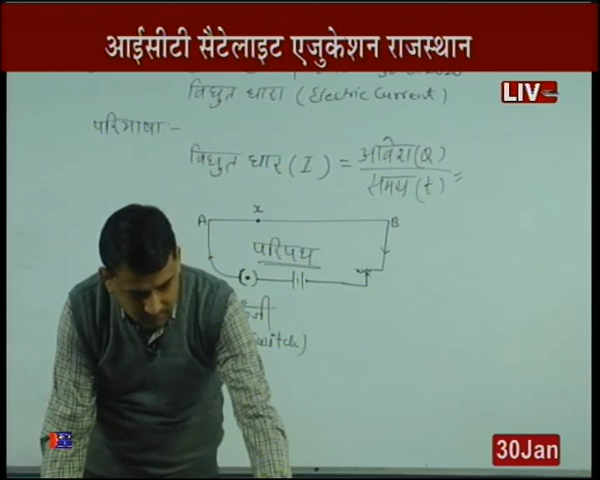 आईसीटी सैटेलाइट एजुकेशन राजस्थान
LIVE
विद्युत धारा (Electric Current)
परिभाषा -
विद्युत धारा (I) = आवेश(Q)
समय(t) =
A x B
परिपथ
30Jan